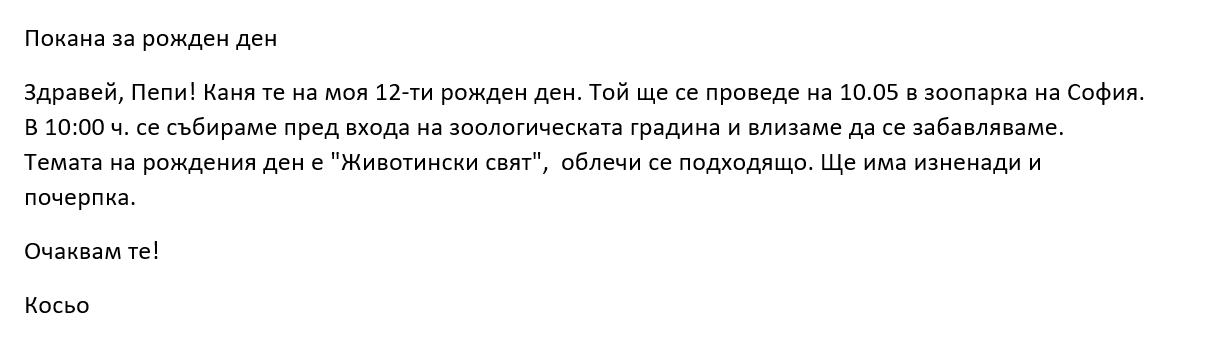 Покана за рожден ден
Здравей, Пепи! Каня те на моя 12-ти рожден ден. Той ще се проведе на 10.05 в зоопарка на София.
В 10:00 ч. се събираме пред входа на зоологическата градина и влизаме да се забавляваме.
Темата на рождения ден е "Животински свят",  облечи се подходящо. Ще има изненади и
почерпка.
Очаквам те!
Косьо